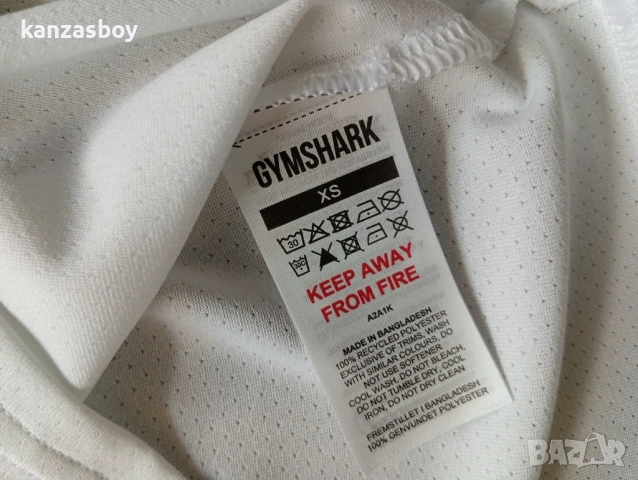 kanzasboy
GYMSHARK
XS
30
KEEP AWAY
FROM FIRE
A2A1K
MADE IN BANGLADESH
100% RECYCLED POLYESTER
EXCLUSIVE OF TRIMS. WASH
WITH SIMILAR COLOURS. DO
NOT USE SOFTENER
COOL WASH. DO NOT BLEACH,
DO NOT TUMBLE DRY. COOL
IRON, DO NOT DRY CLEAN
FREMSTILLET I BANGLADESH
100% GENVUNDET POLYESTER
BAZAR